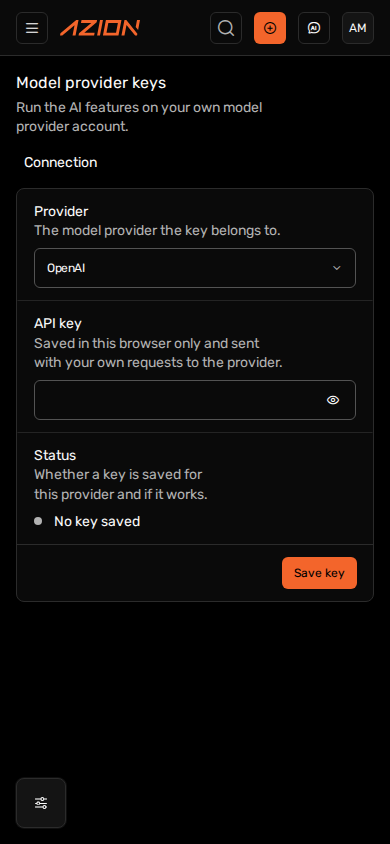 AZION
AI
AM
Model provider keys
Run the AI features on your own model
provider account.
Connection
Provider
The model provider the key belongs to.
OpenAI
API key
Saved in this browser only and sent
with your own requests to the provider.
Status
Whether a key is saved for
this provider and if it works.
No key saved
Save key